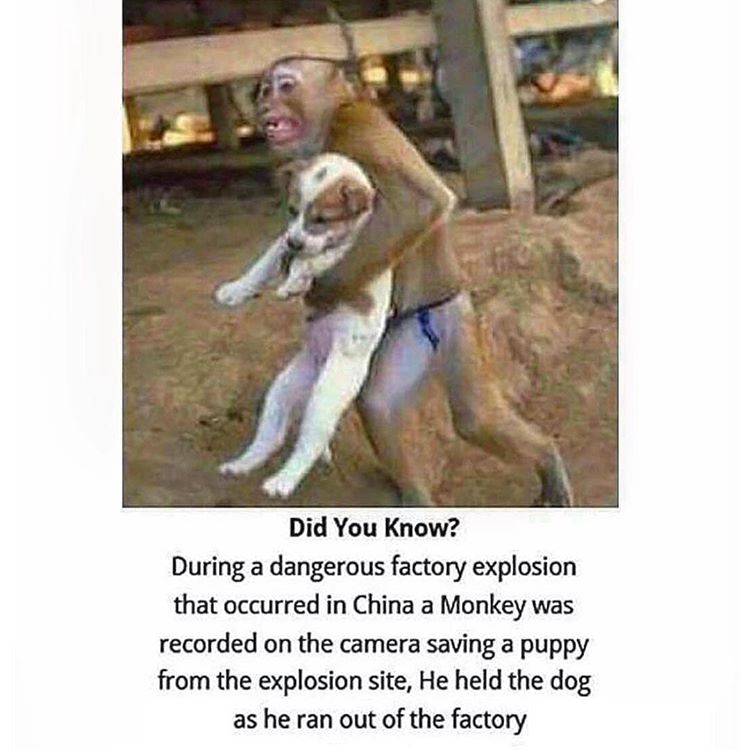 Did You Know?
During a dangerous factory explosion
that occurred in China a Monkey was
recorded on the camera saving a puppy
from the explosion site, He held the dog
as he ran out of the factory